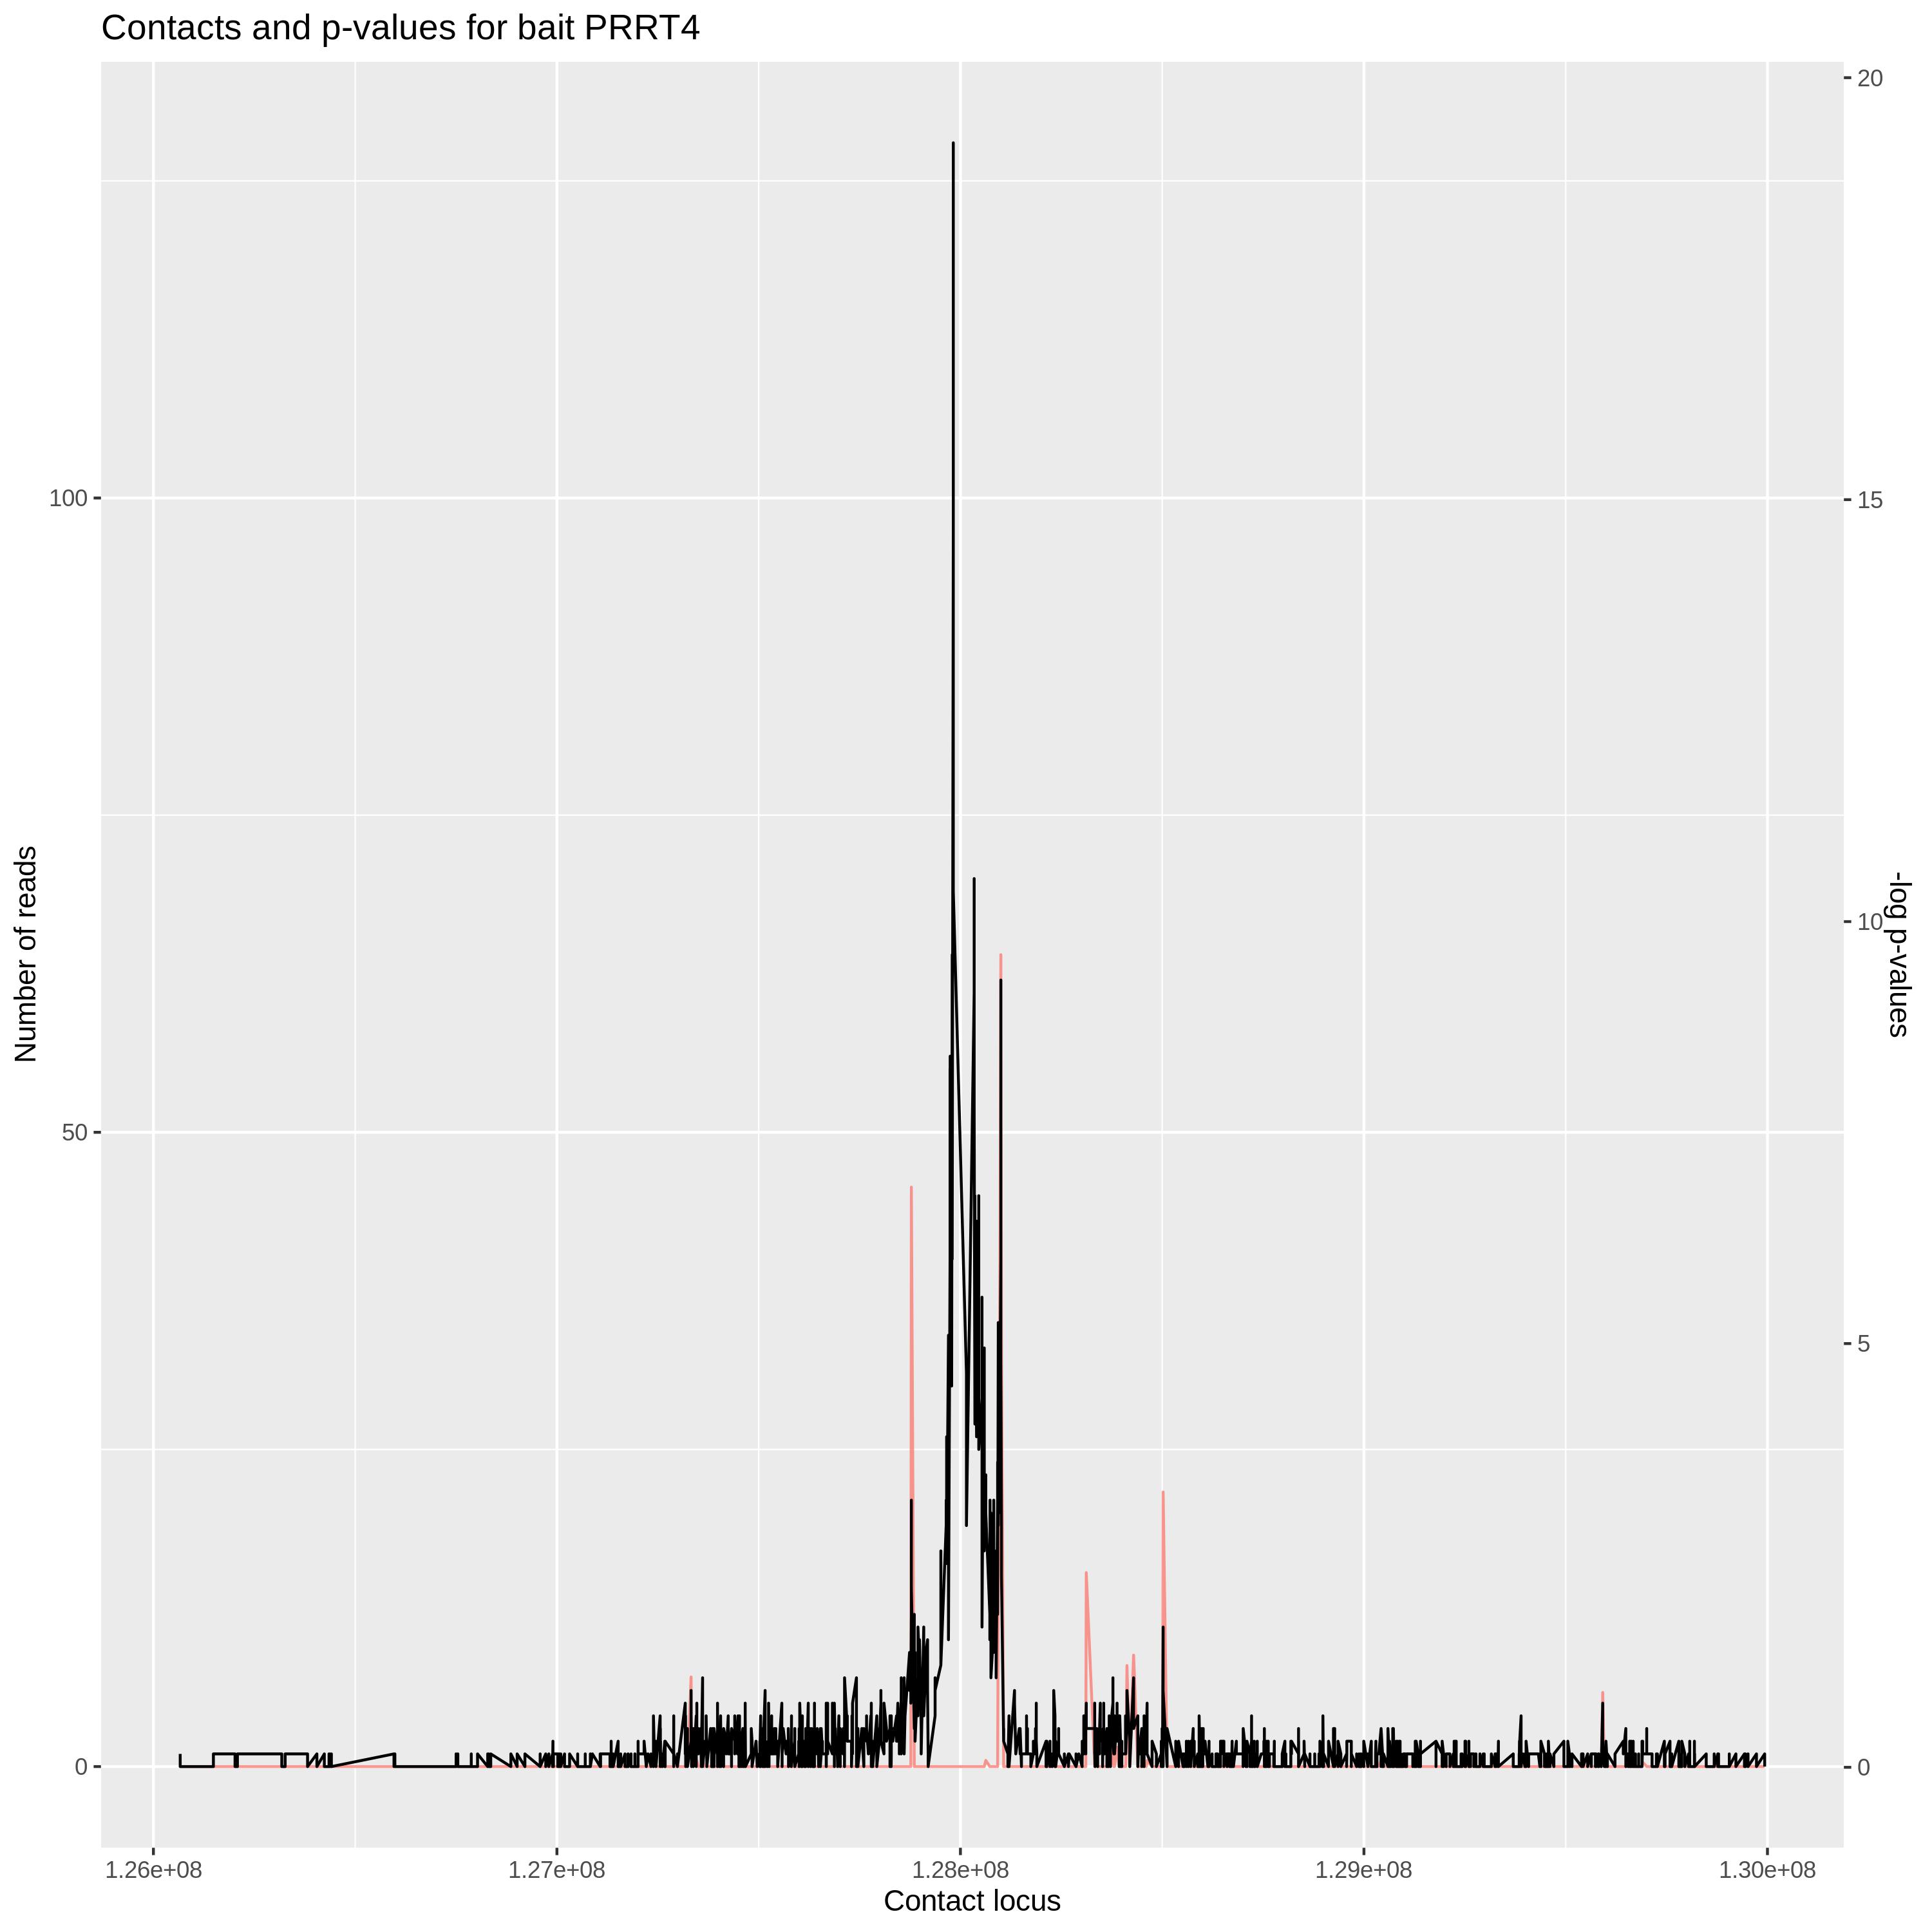 Contacts and p-values for bait PRRT4
Number of reads
100
50
0
20
15
10
5
0
-log p-values
1.26e+08
1.27e+08
1.28e+08
1.29e+08
1.30e+08
Contact locus